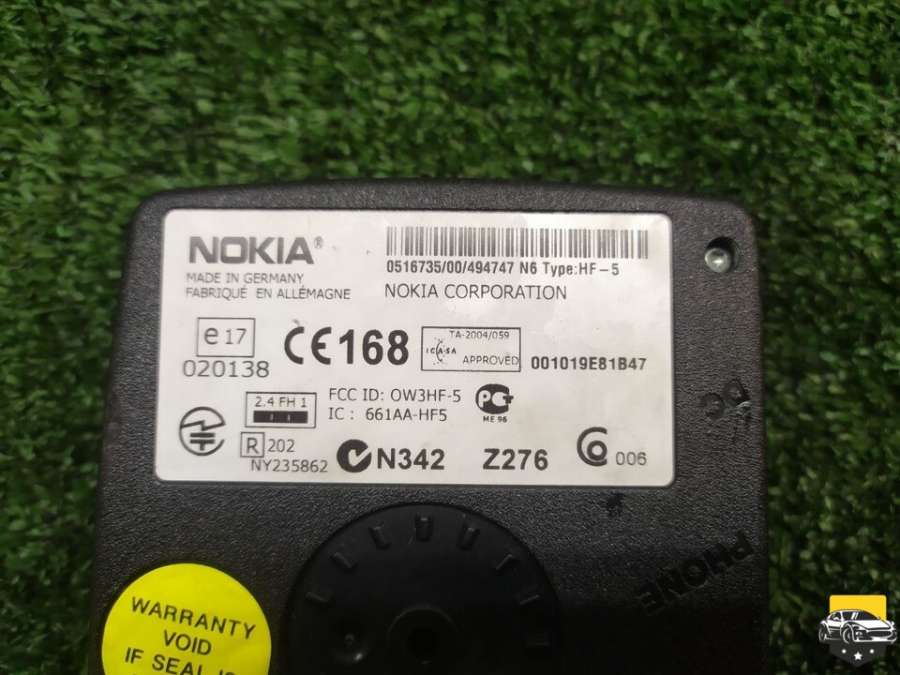 NOKIA®
MADE IN GERMANY
FABRIQUÉ EN ALLÉMAGNE
0516735/00/494747 N6 Type:HF-5
NOKIA CORPORATION
e17
020138
CE168
TA-2004/059
ICASA
APPROVED
001019E81B47
2.4 FH 1
FCC ID: OW3HF-5
IC : 661AA-HF5
PG
ME 96
R 202
NY235862
N342
Z276
006
PHONE
WARRANTY
VOID
IF SEAL IS